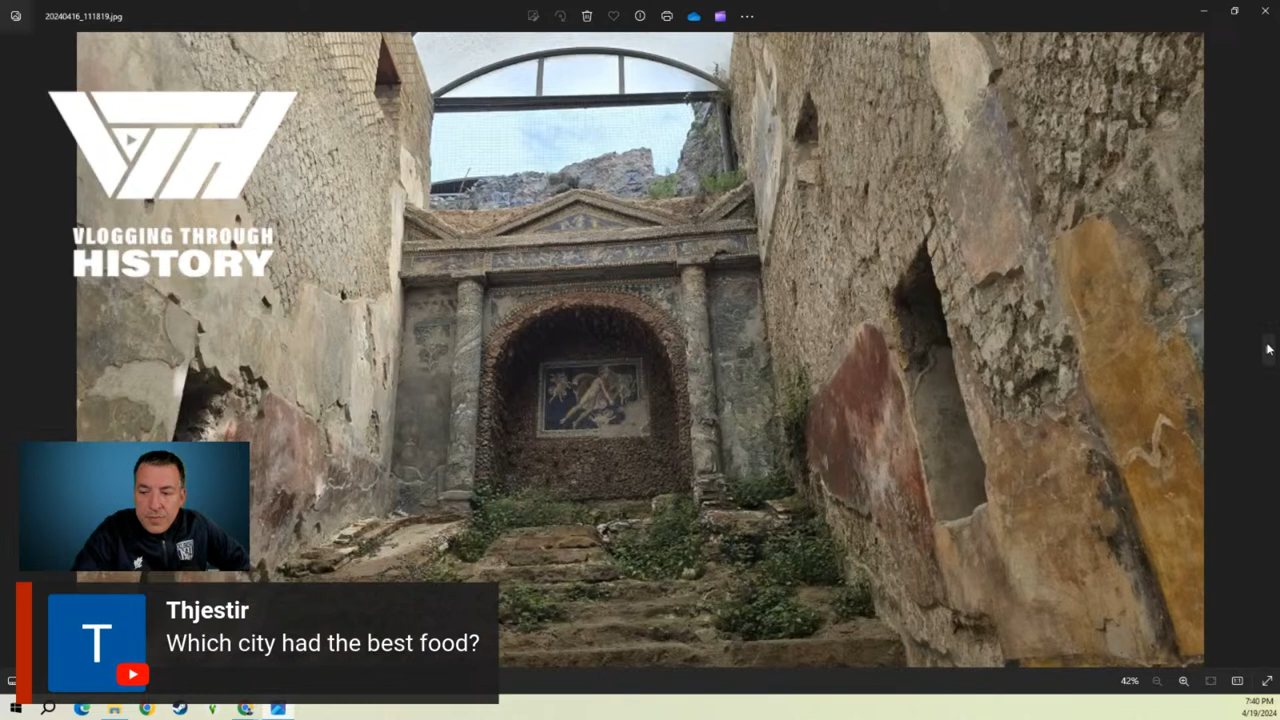 20240416_111819.jpg
VTH
VLOGGING THROUGH
HISTORY
T
Thjestir
Which city had the best food?
42%
7:40 PM
4/19/2024